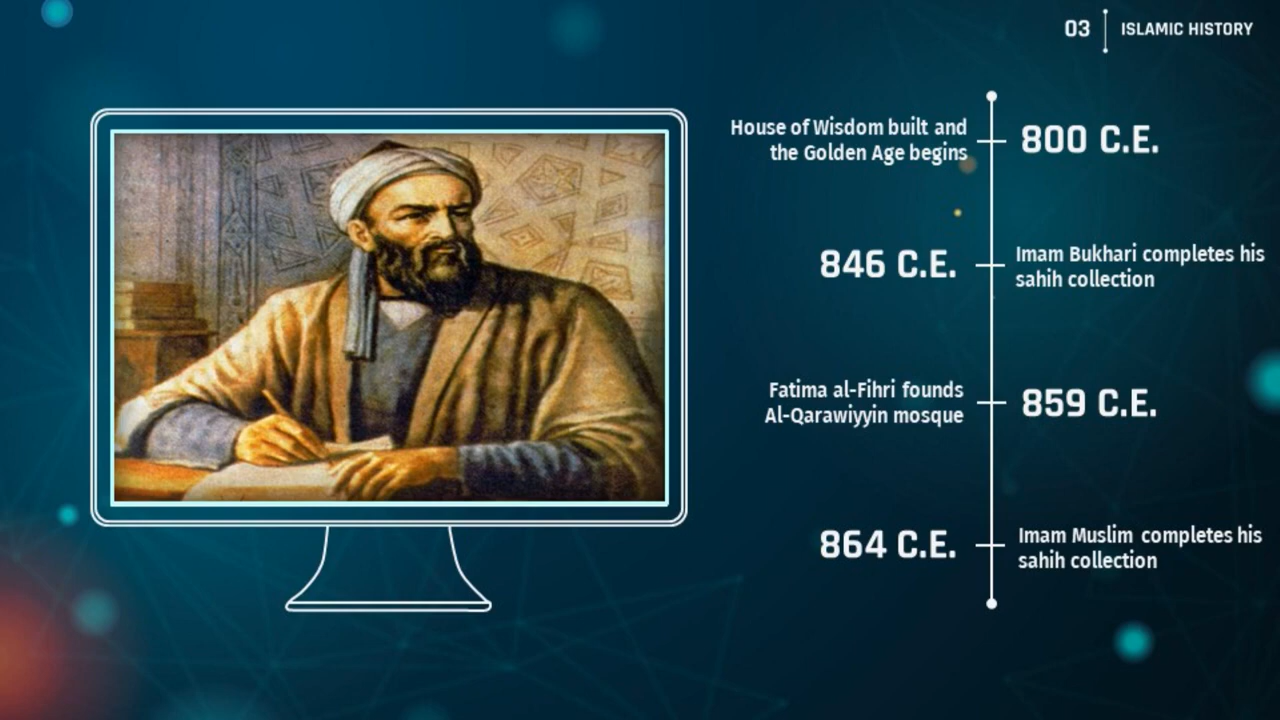 03
ISLAMIC HISTORY
House of Wisdom built and
the Golden Age begins
800 C.E.
846 C.E.
Imam Bukhari completes his
sahih collection
Fatima al-Fihri founds
Al-Qarawiyyin mosque
859 C.E.
864 C.E.
Imam Muslim completes his
sahih collection